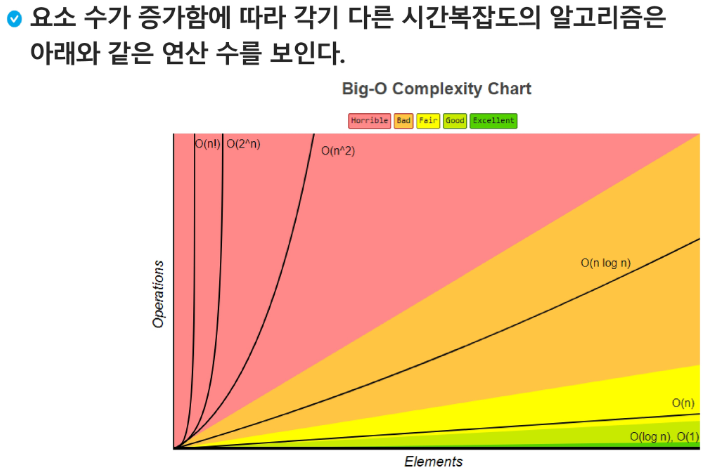 요소 수가 증가함에 따라 각기 다른 시간복잡도의 알고리즘은
아래와 같은 연산 수를 보인다.
Big-O Complexity Chart
Horrible Bad Fair Good Excellent
O(n!) O(2^n)
O(n^2)
O(n log n)
Operations
O(n)
O(log n), O(1)
Elements